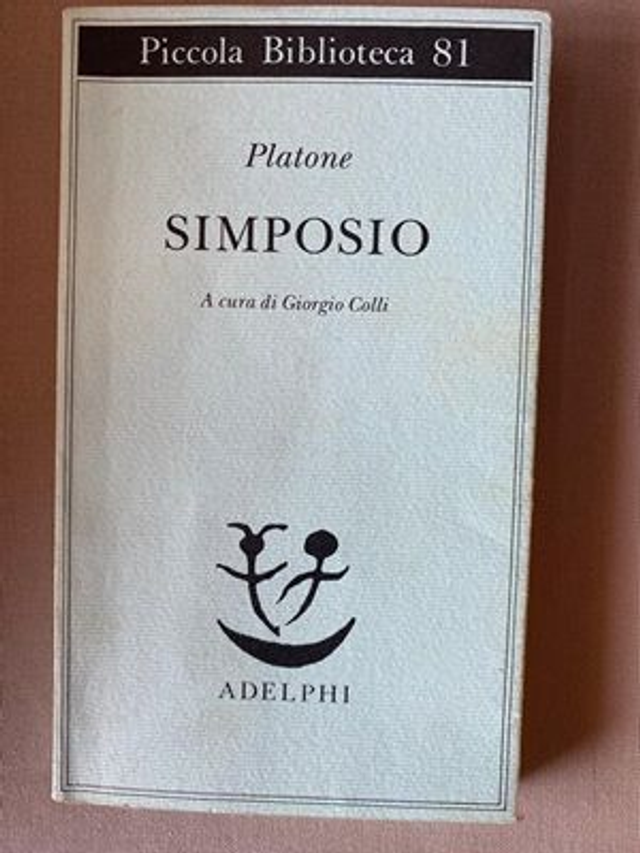 Piccola Biblioteca 81
Platone
SIMPOSIO
A cura di Giorgio Colli
ADELPHI